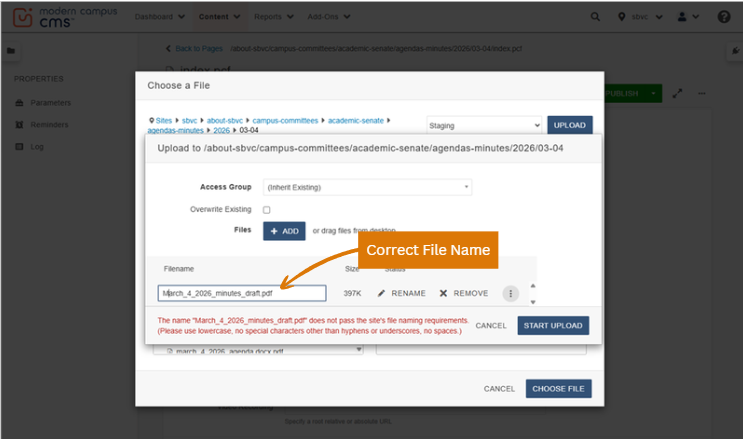 modern campus
cms
Dashboard
Content
Reports
Add-Ons
sbvc
Back to Pages /about-sbvc/campus-committees/academic-senate/agendas-minutes/2026/03-04/index.pcf
index.pcf
PROPERTIES
Parameters
Reminders
Log
PUBLISH
Choose a File
Sites sbvc about-sbvc campus-committees academic-senate
agendas-minutes 2026 03-04
Staging
UPLOAD
Upload to /about-sbvc/campus-committees/academic-senate/agendas-minutes/2026/03-04
Access Group
(Inherit Existing)
Overwrite Existing
Files
+ ADD
or drag files from desktop
Correct File Name
Filename
Size
Status
March_4_2026_minutes_draft.pdf
397K
RENAME
REMOVE
The name "March_4_2026_minutes_draft.pdf" does not pass the site's file naming requirements.
(Please use lowercase, no special characters other than hyphens or underscores, no spaces.)
CANCEL
START UPLOAD
march_4_2026_agenda.docx.pdf
CANCEL
CHOOSE FILE
Specify a root relative or absolute URL.